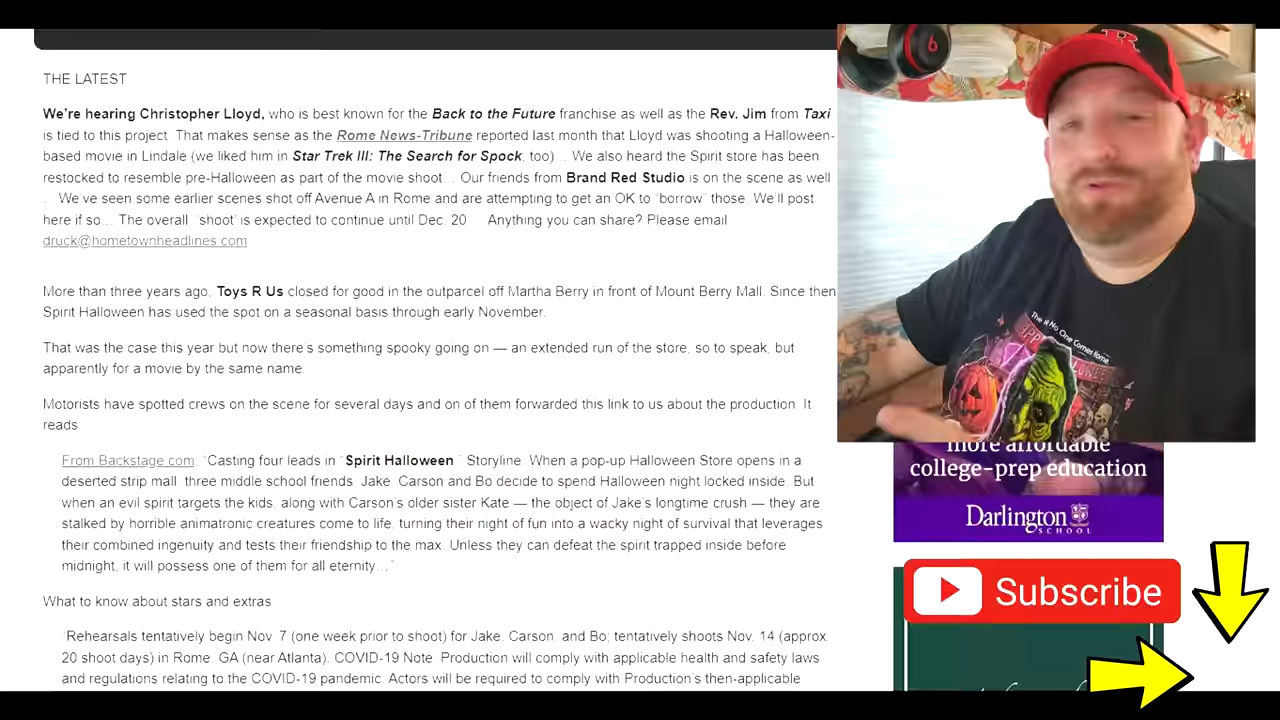 THE LATEST
We're hearing Christopher Lloyd, who is best known for the Back to the Future franchise as well as the Rev. Jim from Taxi
is tied to this project. That makes sense as the Rome News-Tribune reported last month that Lloyd was shooting a Halloween-
based movie in Lindale (we liked him in Star Trek III: The Search for Spock, too)... We also heard the Spirit store has been
restocked to resemble pre-Halloween as part of the movie shoot... Our friends from Brand Red Studio is on the scene as well
. We've seen some earlier scenes shot off Avenue A in Rome and are attempting to get an OK to "borrow" those. We'll post
here if so... The overall 'shoot' is expected to continue until Dec. 20 Anything you can share? Please email
druck@hometownheadlines.com
More than three years ago, Toys R Us closed for good in the outparcel off Martha Berry in front of Mount Berry Mall. Since then
Spirit Halloween has used the spot on a seasonal basis through early November.
That was the case this year but now there's something spooky going on — an extended run of the store, so to speak, but
apparently for a movie by the same name.
Motorists have spotted crews on the scene for several days and on of them forwarded this link to us about the production. It
reads
From Backstage.com: "Casting four leads in "Spirit Halloween." Storyline: When a pop-up Halloween Store opens in a
deserted strip mall, three middle school friends Jake, Carson and Bo decide to spend Halloween night locked inside. But
when an evil spirit targets the kids, along with Carson's older sister Kate — the object of Jake's longtime crush — they are
stalked by horrible animatronic creatures come to life, turning their night of fun into a wacky night of survival that leverages
their combined ingenuity and tests their friendship to the max. Unless they can defeat the spirit trapped inside before
midnight, it will possess one of them for all eternity..."
What to know about stars and extras
"Rehearsals tentatively begin Nov. 7 (one week prior to shoot) for Jake, Carson, and Bo; tentatively shoots Nov. 14 (approx.
20 shoot days) in Rome, GA (near Atlanta). COVID-19 Note: Production will comply with applicable health and safety laws
and regulations relating to the COVID-19 pandemic. Actors will be required to comply with Production's then-applicable
R
more affordable
college-prep education
Darlington
SCHOOL
Subscribe